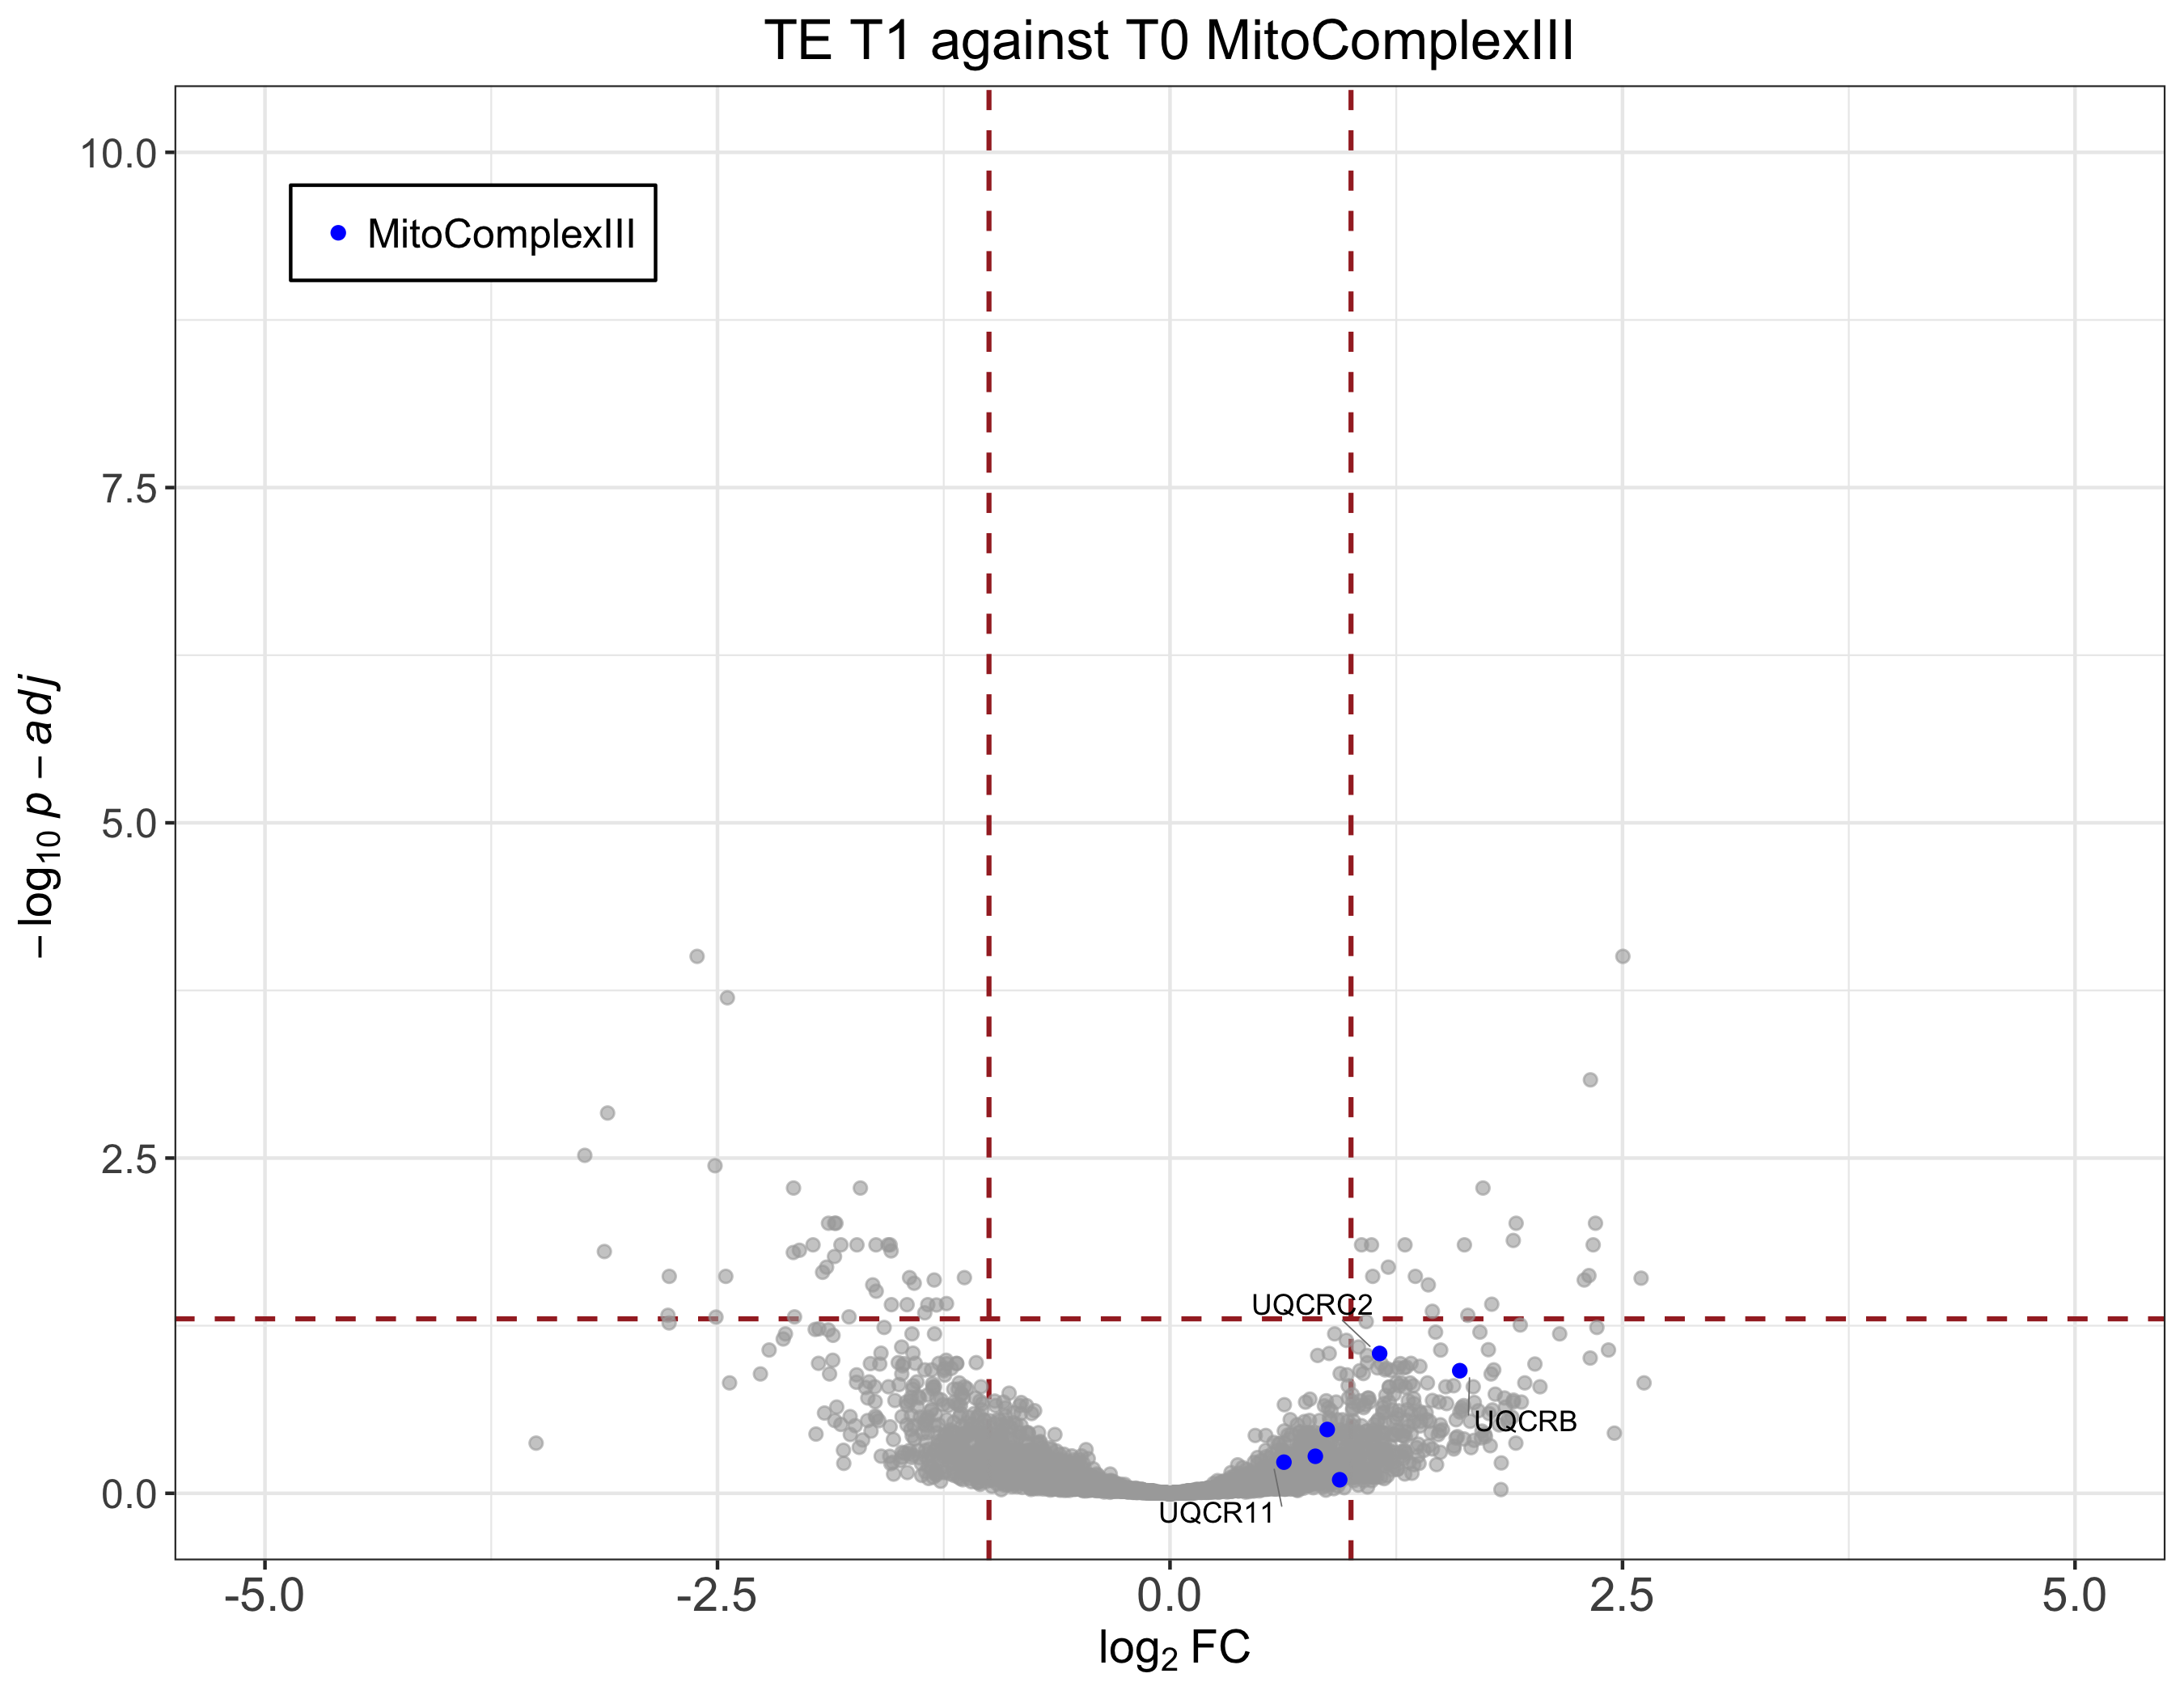 TE T1 against T0 MitoComplexIII
10.0
MitoComplexIII
7.5
−log10 p − adj
5.0
2.5
UQCRC2
UQCRB
0.0
UQCR11
-5.0 -2.5 0.0 2.5 5.0
log2 FC